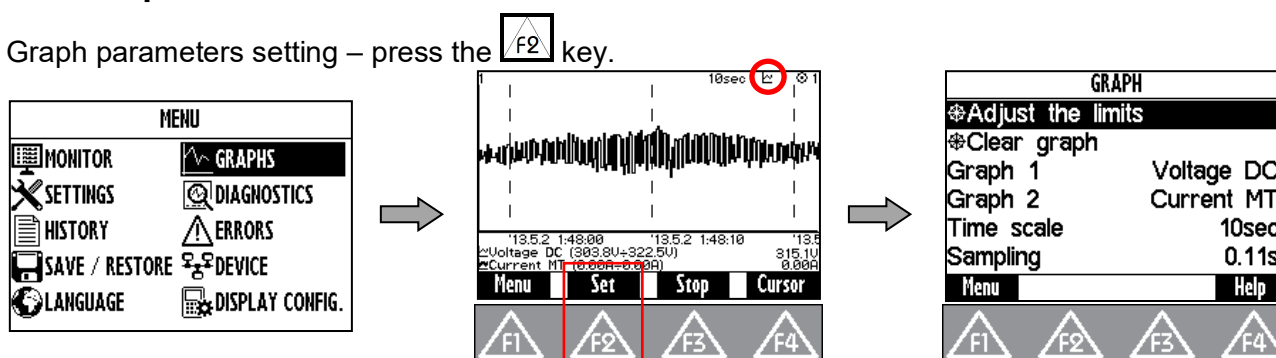 Graph parameters setting – press the F2 key.
MENU
MONITOR GRAPHS
SETTINGS DIAGNOSTICS
HISTORY ERRORS
SAVE / RESTORE DEVICE
LANGUAGE DISPLAY CONFIG.
1 10sec 1
'13.5.2 1:48:00 '13.5.2 1:48:10 '13.5
Voltage DC (303.8V÷322.5V) 315.1V
Current MT (0.00A÷0.00A) 0.00A
Menu Set Stop Cursor
F1 F2 F3 F4
GRAPH
Adjust the limits
Clear graph
Graph 1 Voltage DC
Graph 2 Current MT
Time scale 10sec
Sampling 0.11s
Menu Help
F1 F2 F3 F4